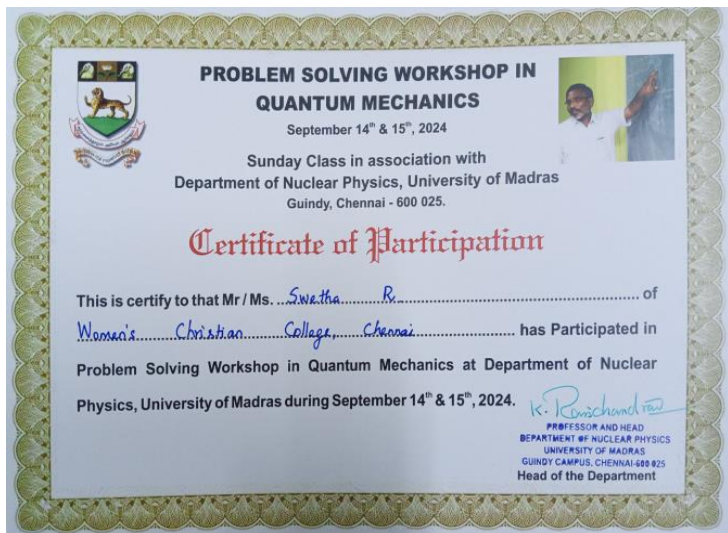 PROBLEM SOLVING WORKSHOP IN
QUANTUM MECHANICS
September 14th & 15th, 2024
Sunday Class in association with
Department of Nuclear Physics, University of Madras
Guindy, Chennai - 600 025.
Certificate of Participation
This is certify to that Mr / Ms. Swetha R. of
Women's Christian College, Chennai has Participated in
Problem Solving Workshop in Quantum Mechanics at Department of Nuclear
Physics, University of Madras during September 14th & 15th, 2024.
K. Ravichandran
PROFESSOR AND HEAD
DEPARTMENT OF NUCLEAR PHYSICS
UNIVERSITY OF MADRAS
GUINDY CAMPUS, CHENNAI-600 025
Head of the Department